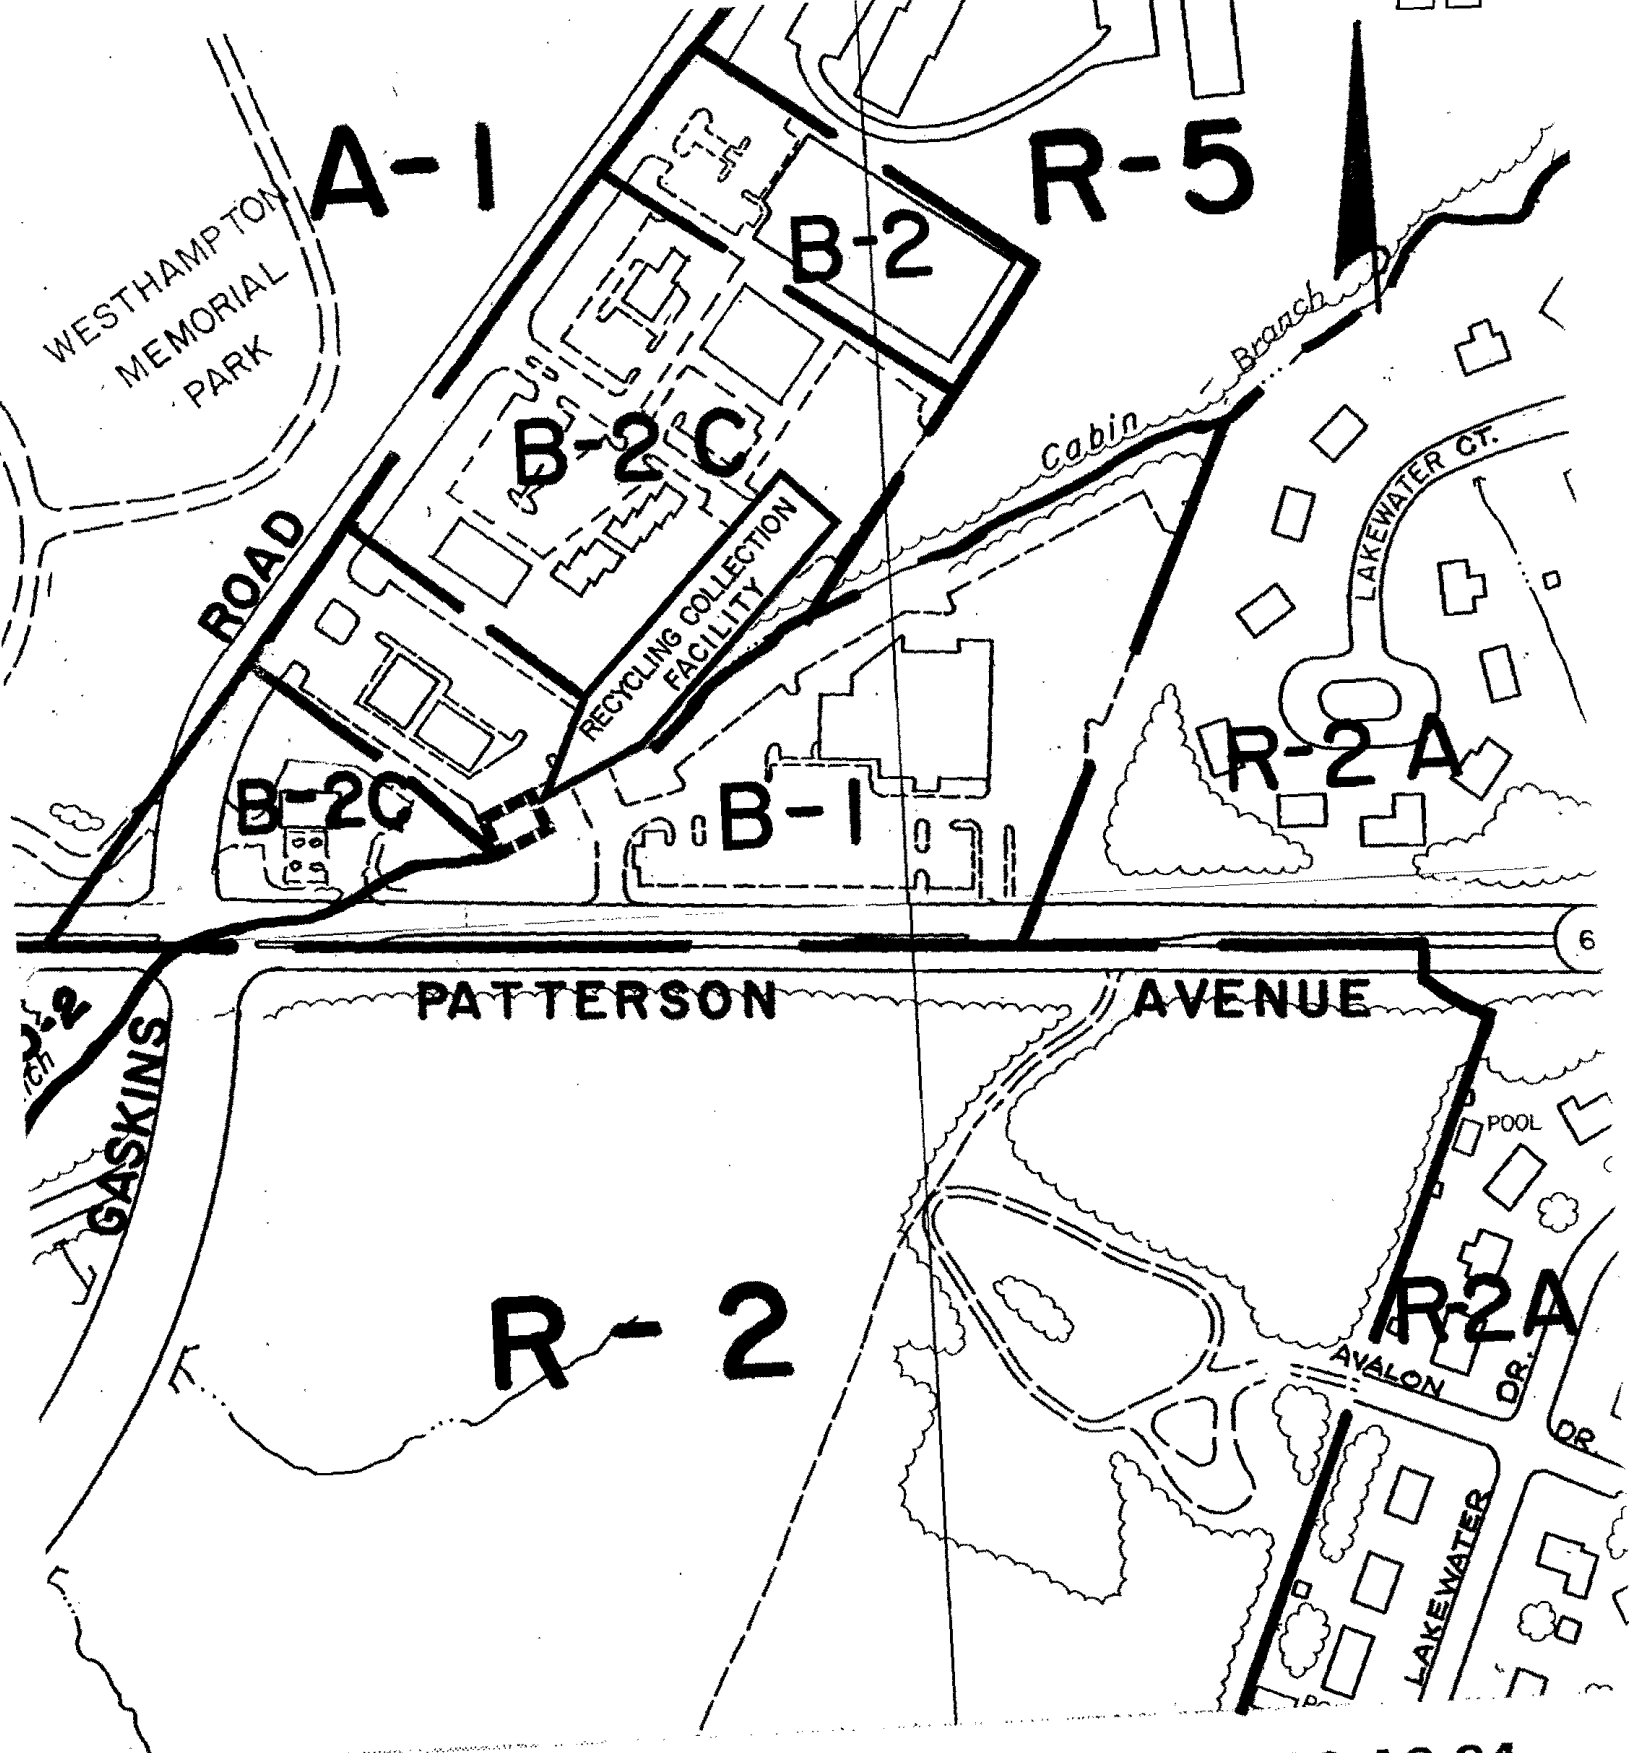 A-1
R-5
WESTHAMPTON
MEMORIAL
PARK
B-2
Branch
Cabin
B-2C
LAKEWATER CT.
ROAD
RECYCLING COLLECTION
FACILITY
R-2A
B-2C
B-1
6
PATTERSON AVENUE
GASKINS
POOL
R-2
R-2A
AVALON
DR.
DR.
LAKEWATER